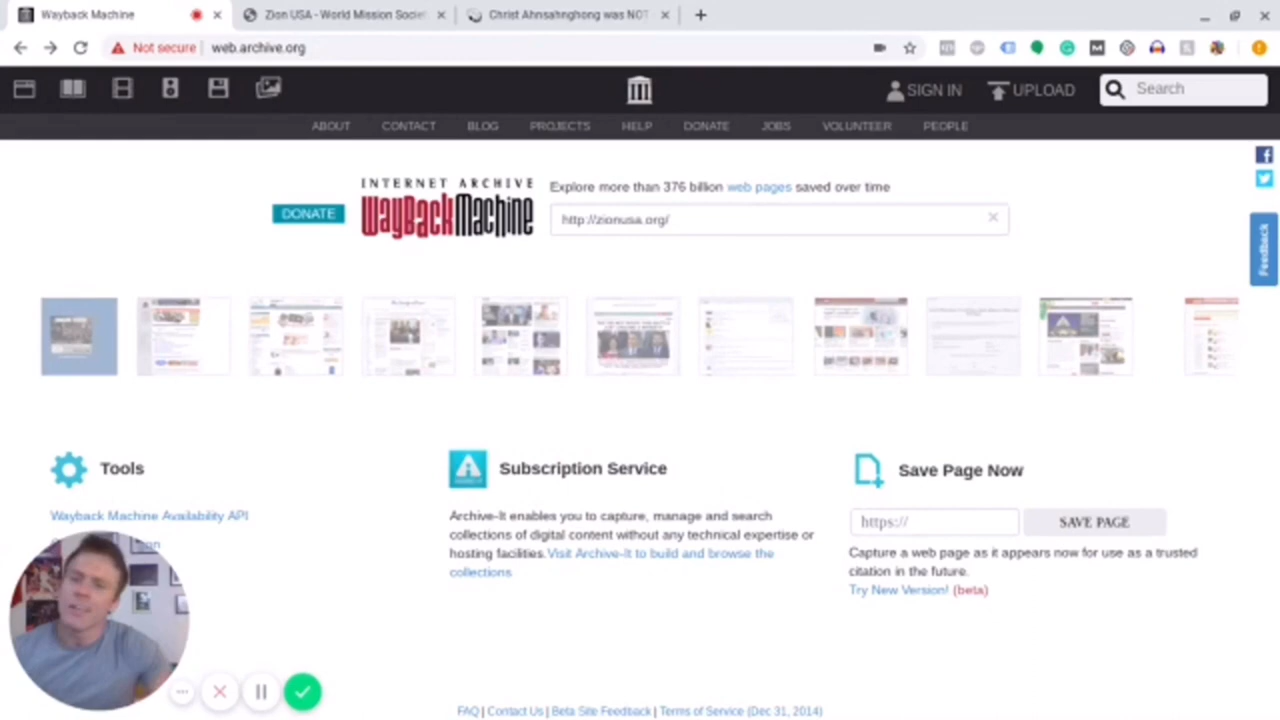 Wayback Machine
Zion USA - World Mission Societ
Christ Ahnsahnghong was NOT
Not secure
web.archive.org
SIGN IN
UPLOAD
Search
ABOUT
CONTACT
BLOG
PROJECTS
HELP
DONATE
JOBS
VOLUNTEER
PEOPLE
DONATE
INTERNET ARCHIVE
WayBackMachine
Explore more than 376 billion web pages saved over time
http://zionusa.org/
Feedback
Tools
Wayback Machine Availability API
Subscription Service
Archive-It enables you to capture, manage and search
collections of digital content without any technical expertise or
hosting facilities.Visit Archive-It to build and browse the
collections.
Save Page Now
https://
SAVE PAGE
Capture a web page as it appears now for use as a trusted
citation in the future.
Try New Version! (beta)
FAQ | Contact Us | Beta Site Feedback | Terms of Service (Dec 31, 2014)